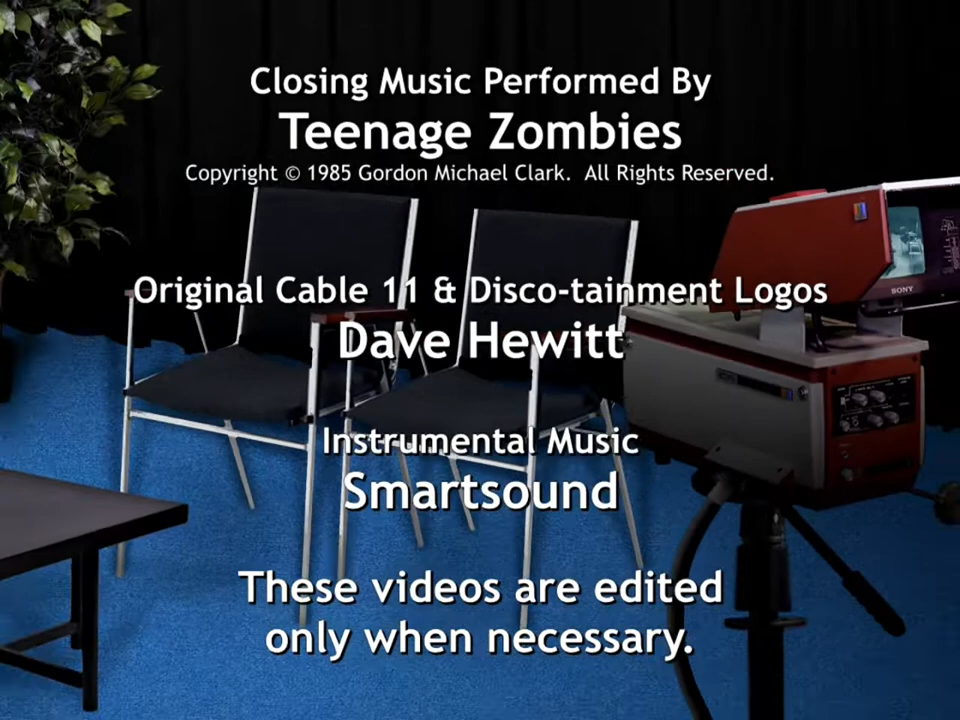 Closing Music Performed By
Teenage Zombies
Copyright © 1985 Gordon Michael Clark. All Rights Reserved.
Original Cable 11 & Disco-tainment Logos
Dave Hewitt
SONY
Instrumental Music
Smartsound
These videos are edited
only when necessary.